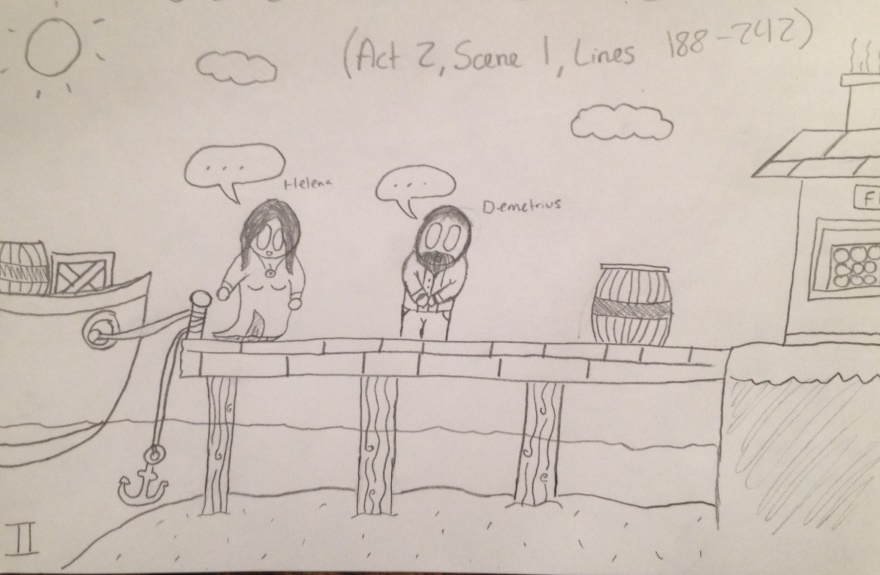 (Act 2, Scene 1, Lines 188-242)
Helena
...
...
Demetrius
II